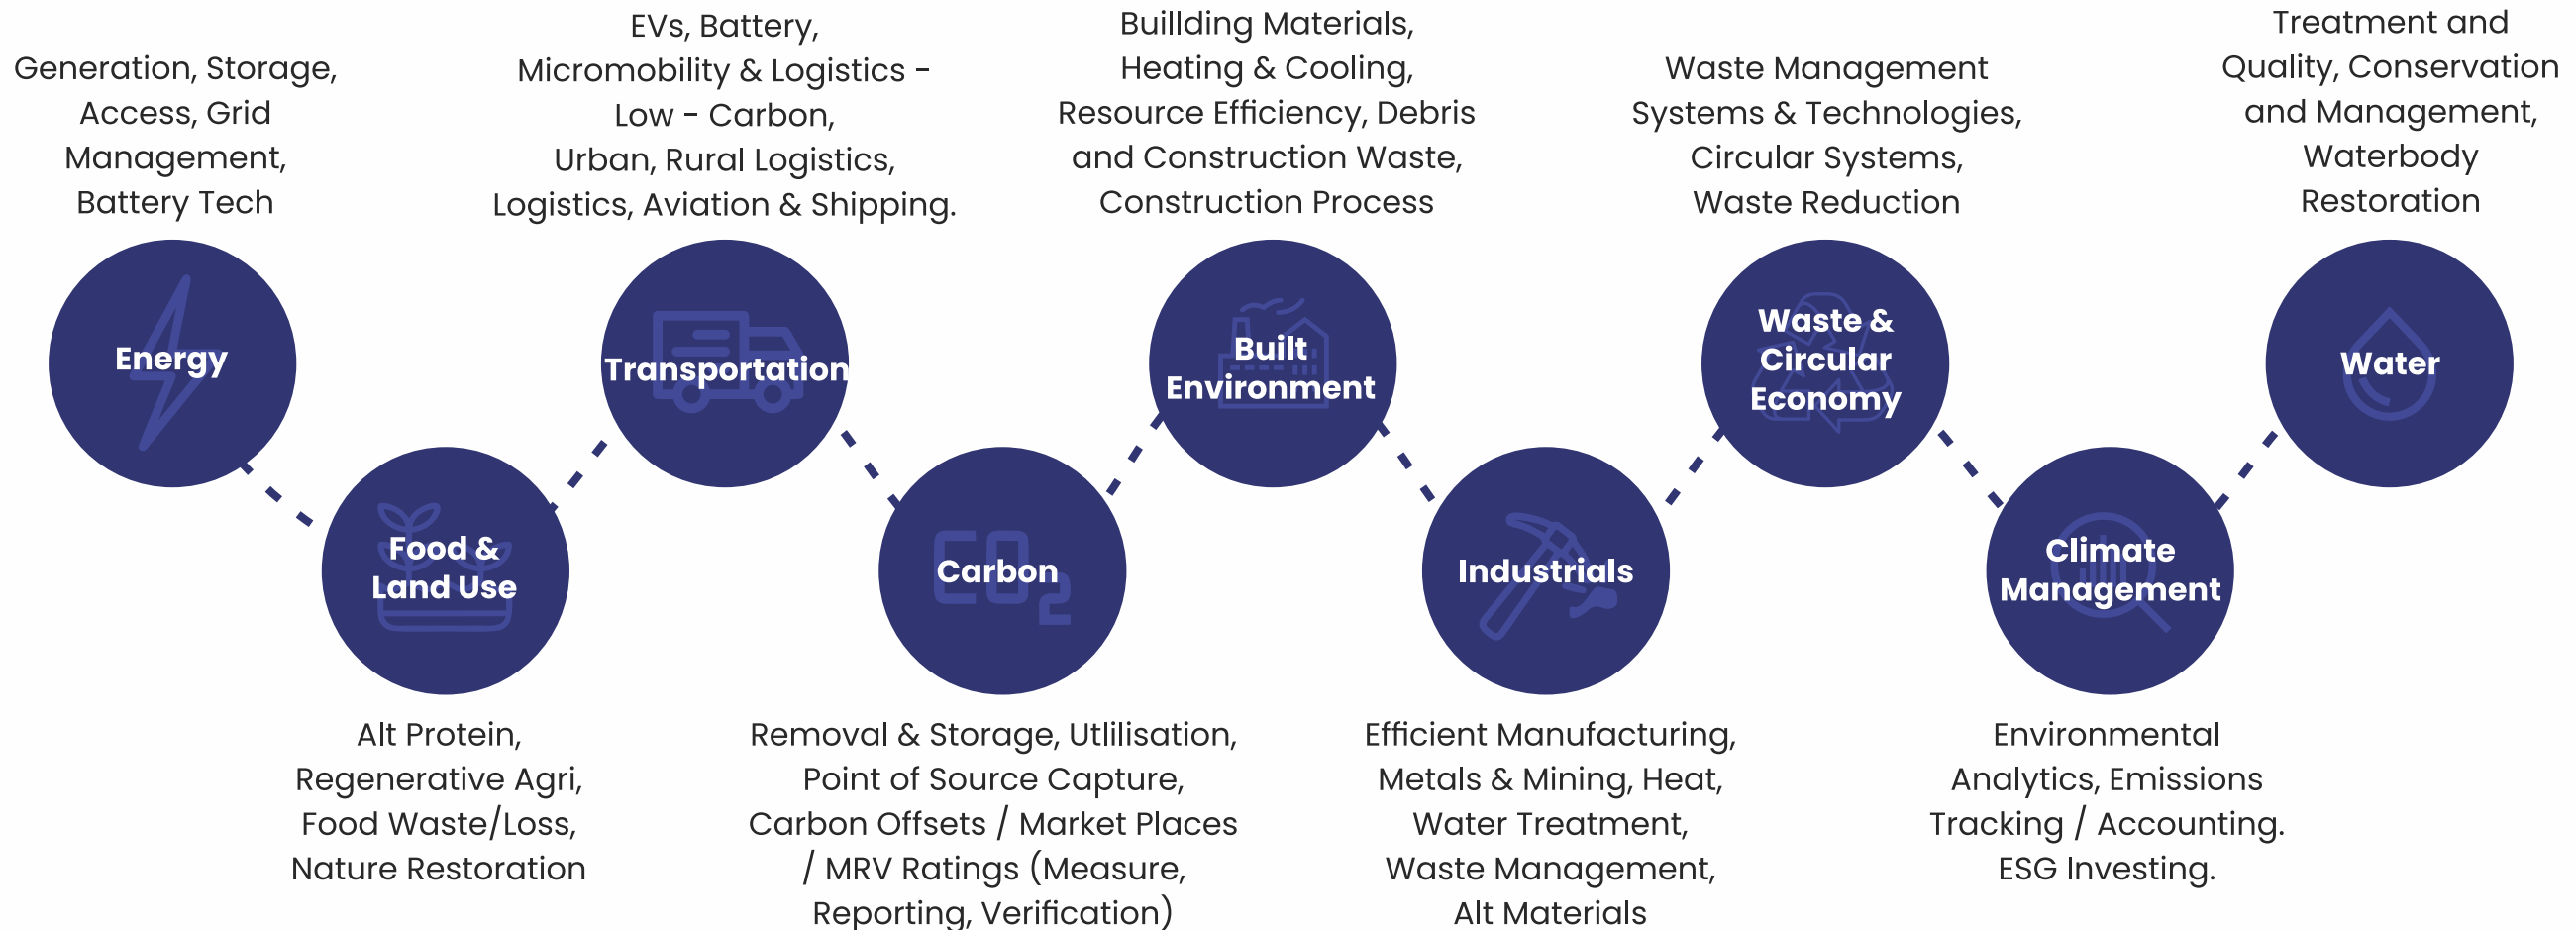 Generation, Storage,
Access, Grid
Management,
Battery Tech
Energy
Food &
Land Use
Alt Protein,
Regenerative Agri,
Food Waste/Loss,
Nature Restoration
EVs, Battery,
Micromobility & Logistics -
Low - Carbon,
Urban, Rural Logistics,
Logistics, Aviation & Shipping.
Transportation
CO2
Carbon
Removal & Storage, Utlilisation,
Point of Source Capture,
Carbon Offsets / Market Places
/ MRV Ratings (Measure,
Reporting, Verification)
Buillding Materials,
Heating & Cooling,
Resource Efficiency, Debris
and Construction Waste,
Construction Process
Built
Environment
Industrials
Efficient Manufacturing,
Metals & Mining, Heat,
Water Treatment,
Waste Management,
Alt Materials
Waste Management
Systems & Technologies,
Circular Systems,
Waste Reduction
Waste &
Circular
Economy
Climate
Management
Environmental
Analytics, Emissions
Tracking / Accounting.
ESG Investing.
Treatment and
Quality, Conservation
and Management,
Waterbody
Restoration
Water